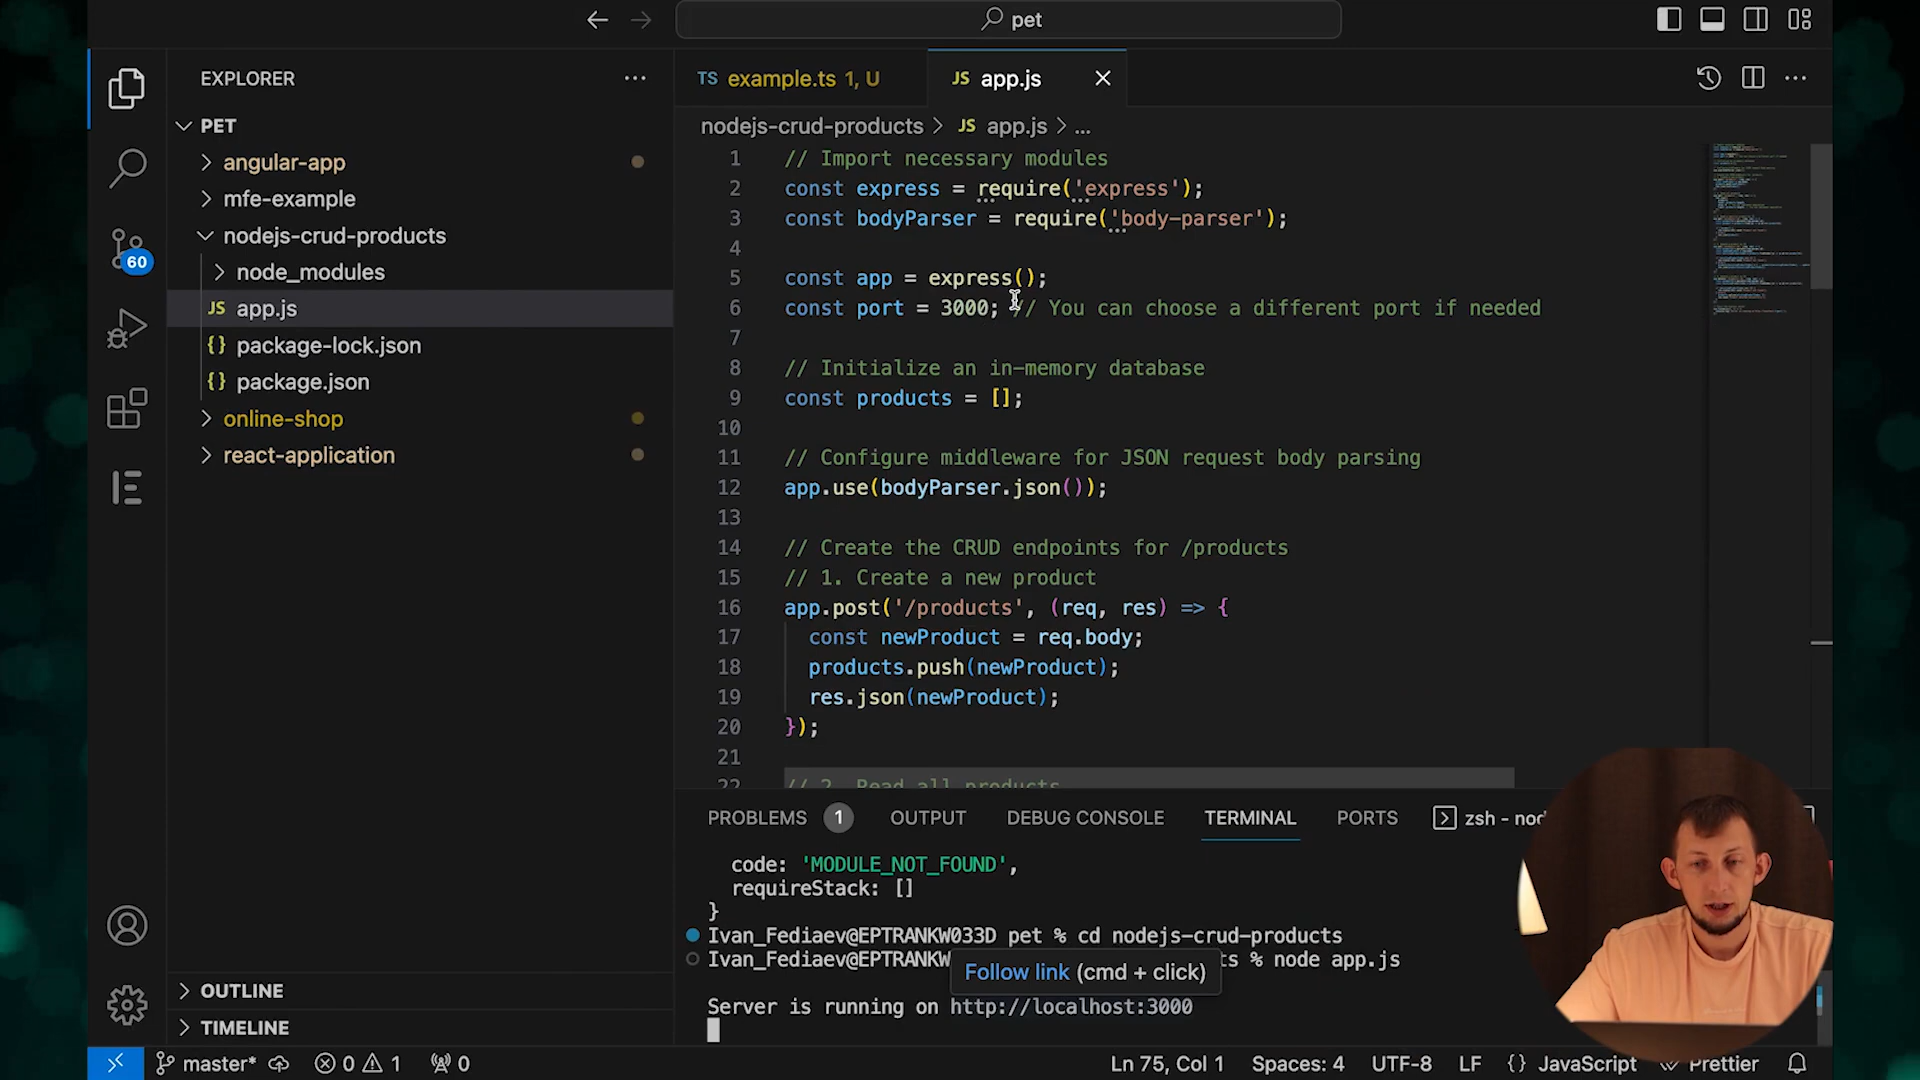 pet
EXPLORER
TS example.ts 1, U
JS app.js
PET
nodejs-crud-products > JS app.js > ...
angular-app
mfe-example
nodejs-crud-products
node_modules
JS app.js
{} package-lock.json
{} package.json
online-shop
react-application
60
1 // Import necessary modules
2 const express = require('express');
3 const bodyParser = require('body-parser');
4
5 const app = express();
6 const port = 3000; // You can choose a different port if needed
7
8 // Initialize an in-memory database
9 const products = [];
10
11 // Configure middleware for JSON request body parsing
12 app.use(bodyParser.json());
13
14 // Create the CRUD endpoints for /products
15 // 1. Create a new product
16 app.post('/products', (req, res) => {
17 const newProduct = req.body;
18 products.push(newProduct);
19 res.json(newProduct);
20 });
21
22 // 2. Read all products
PROBLEMS 1 OUTPUT DEBUG CONSOLE TERMINAL PORTS zsh - nod
code: 'MODULE_NOT_FOUND',
requireStack: []
}
Ivan_Fediaev@EPTRANKW033D pet % cd nodejs-crud-products
Ivan_Fediaev@EPTRANKW ts % node app.js
Follow link (cmd + click)
Server is running on http://localhost:3000
OUTLINE
TIMELINE
master* 0 1 0 Ln 75, Col 1 Spaces: 4 UTF-8 LF {} JavaScript Prettier